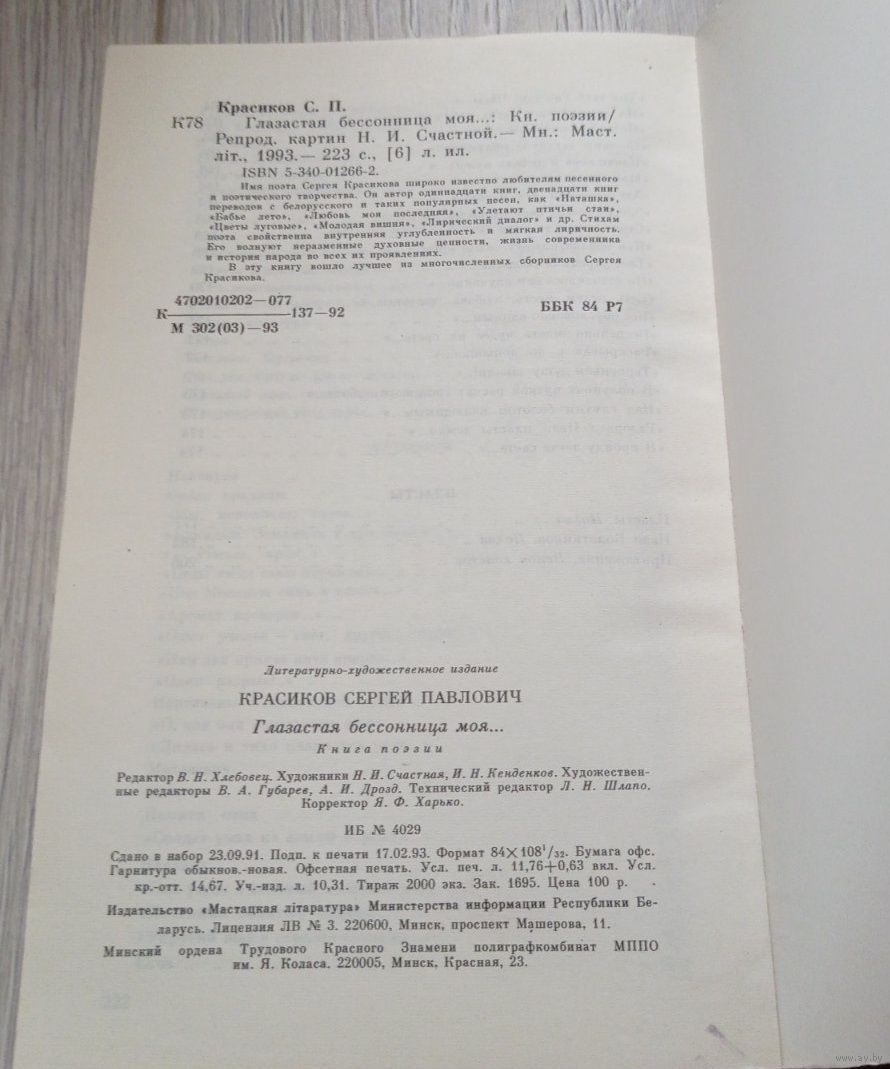 Красиков С. П.
К78 Глазастая бессонница моя...: Кн. поэзии/
Репрод. картин Н. И. Счастной.— Мн.: Маст.
літ., 1993.— 223 с., [6] л. ил.
ISBN 5-340-01266-2.
Имя поэта Сергея Красикова широко известно любителям песенного
и поэтического творчества. Он автор одиннадцати книг, двенадцати книг
переводов с белорусского и таких популярных песен, как «Наташка»,
«Бабье лето», «Любовь моя последняя», «Улетают птичьи стаи»,
«Цветы луговые», «Молодая вишня», «Лирический диалог» и др. Стихам
поэта свойственна внутренняя углубленность и мягкая лиричность.
Его волнуют неразменные духовные ценности, жизнь современника
и история народа во всех их проявлениях.
В эту книгу вошло лучшее из многочисленных сборников Сергея
Красикова.
4702010202—077
К 137—92
М 302(03)—93
ББК 84 Р7
Литературно-художественное издание
КРАСИКОВ СЕРГЕЙ ПАВЛОВИЧ
Глазастая бессонница моя...
Книга поэзии
Редактор В. Н. Хлебовец. Художники Н. И. Счастная, И. Н. Кенденков. Художествен-
ные редакторы В. А. Губарев, А. И. Дрозд. Технический редактор Л. Н. Шлапо.
Корректор Я. Ф. Харько.
ИБ № 4029
Сдано в набор 23.09.91. Подп. к печати 17.02.93. Формат 84×108¹/₃₂. Бумага офс.
Гарнитура обыкнов.-новая. Офсетная печать. Усл. печ. л. 11,76+0,63 вкл. Усл.
кр.-отт. 14,67. Уч.-изд. л. 10,31. Тираж 2000 экз. Зак. 1695. Цена 100 р.
Издательство «Мастацкая літаратура» Министерства информации Республики Бе-
ларусь. Лицензия ЛВ № 3. 220600, Минск, проспект Машерова, 11.
Минский ордена Трудового Красного Знамени полиграфкомбинат МППО
им. Я. Коласа. 220005, Минск, Красная, 23.
www.ay.by